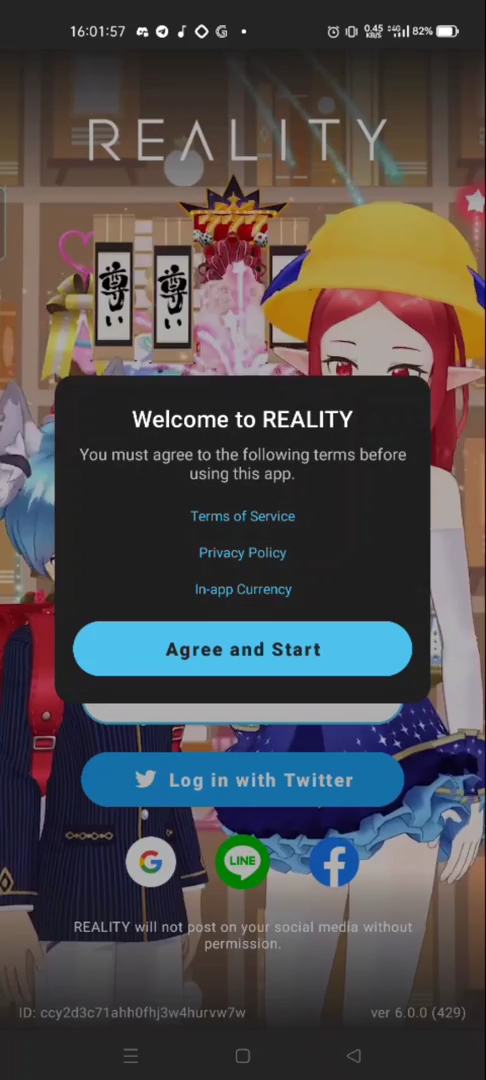 16:01:57
0.45 KB/S 4G 82%
REALITY
尊い 尊い
Welcome to REALITY
You must agree to the following terms before
using this app.
Terms of Service
Privacy Policy
In-app Currency
Agree and Start
Log in with Twitter
G LINE f
REALITY will not post on your social media without
permission.
ID: ccy2d3c71ahh0fhj3w4hurvw7w
ver 6.0.0 (429)